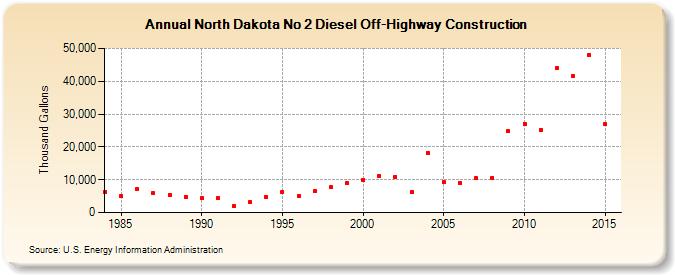 Annual North Dakota No 2 Diesel Off-Highway Construction
Thousand Gallons
50,000
40,000
30,000
20,000
10,000
0
1985 1990 1995 2000 2005 2010 2015
Source: U.S. Energy Information Administration